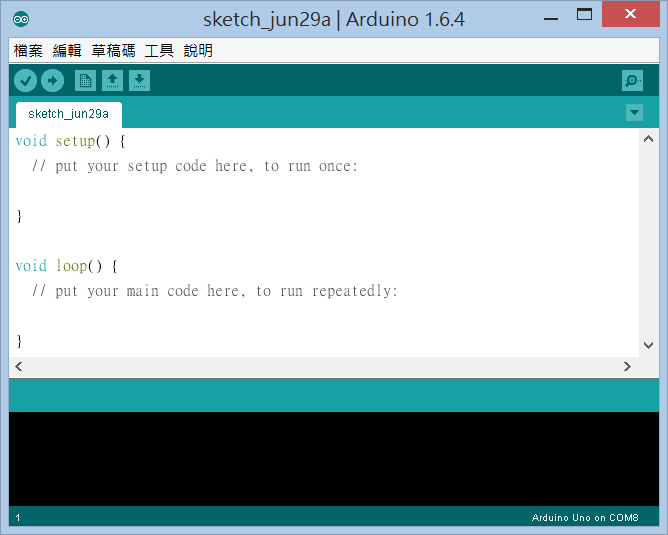 sketch_jun29a | Arduino 1.6.4
檔案 編輯 草稿碼 工具 說明
sketch_jun29a
void setup() {
// put your setup code here, to run once:
}
void loop() {
// put your main code here, to run repeatedly:
}
1 Arduino Uno on COM8